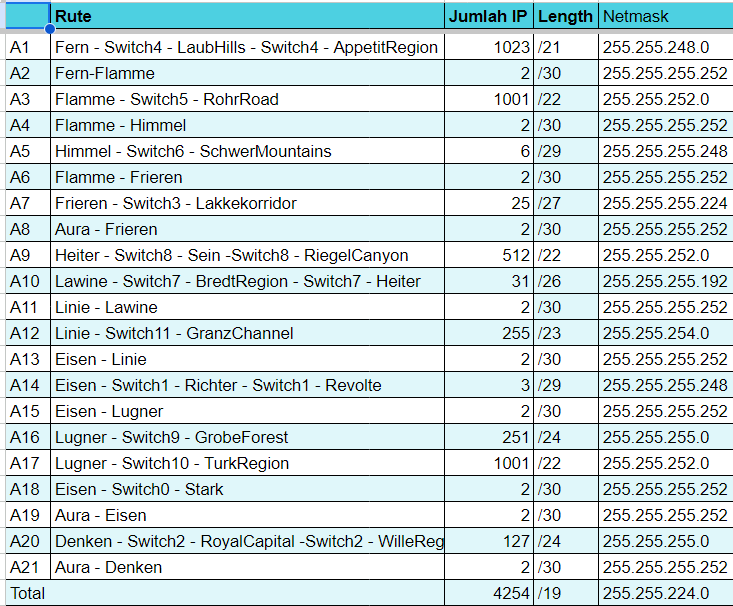 Rute Jumlah IP Length Netmask
A1 Fern - Switch4 - LaubHills - Switch4 - AppetitRegion 1023 /21 255.255.248.0
A2 Fern-Flamme 2 /30 255.255.255.252
A3 Flamme - Switch5 - RohrRoad 1001 /22 255.255.252.0
A4 Flamme - Himmel 2 /30 255.255.255.252
A5 Himmel - Switch6 - SchwerMountains 6 /29 255.255.255.248
A6 Flamme - Frieren 2 /30 255.255.255.252
A7 Frieren - Switch3 - Lakkekorridor 25 /27 255.255.255.224
A8 Aura - Frieren 2 /30 255.255.255.252
A9 Heiter - Switch8 - Sein -Switch8 - RiegelCanyon 512 /22 255.255.252.0
A10 Lawine - Switch7 - BredtRegion - Switch7 - Heiter 31 /26 255.255.255.192
A11 Linie - Lawine 2 /30 255.255.255.252
A12 Linie - Switch11 - GranzChannel 255 /23 255.255.254.0
A13 Eisen - Linie 2 /30 255.255.255.252
A14 Eisen - Switch1 - Richter - Switch1 - Revolte 3 /29 255.255.255.248
A15 Eisen - Lugner 2 /30 255.255.255.252
A16 Lugner - Switch9 - GrobeForest 251 /24 255.255.255.0
A17 Lugner - Switch10 - TurkRegion 1001 /22 255.255.252.0
A18 Eisen - Switch0 - Stark 2 /30 255.255.255.252
A19 Aura - Eisen 2 /30 255.255.255.252
A20 Denken - Switch2 - RoyalCapital -Switch2 - WilleReg 127 /24 255.255.255.0
A21 Aura - Denken 2 /30 255.255.255.252
Total 4254 /19 255.255.224.0